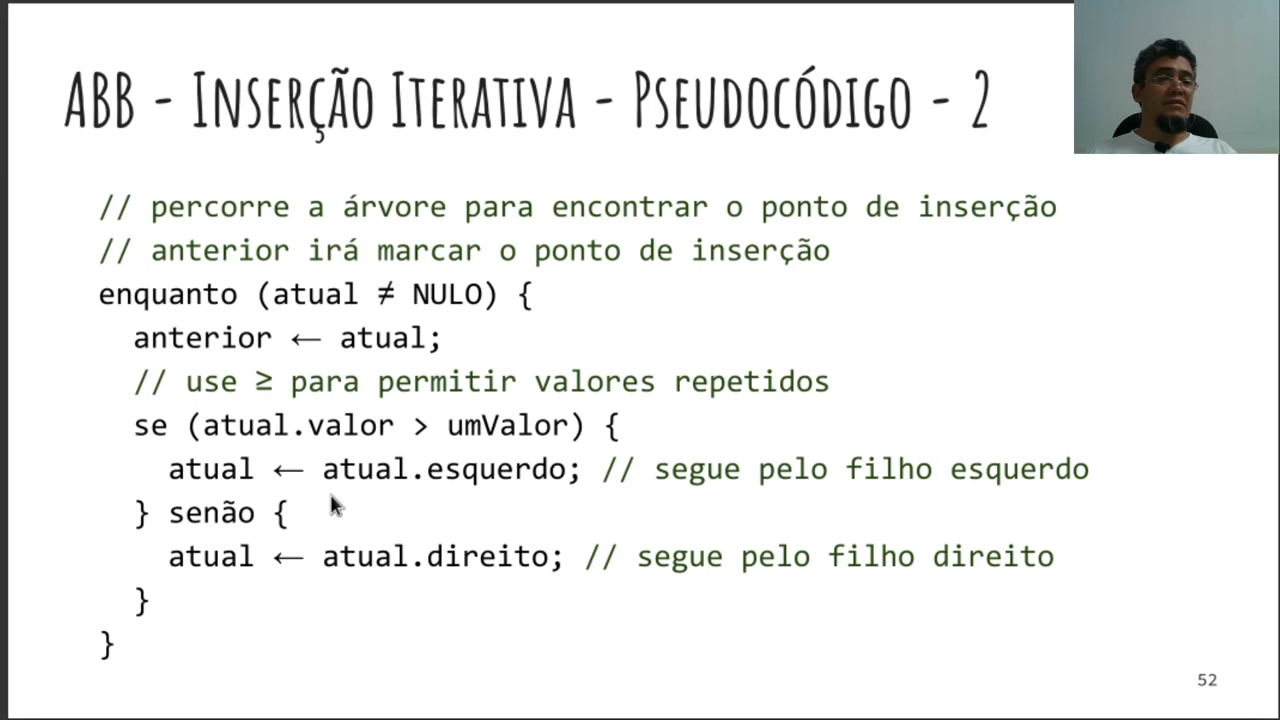 ABB - Inserção Iterativa - Pseudocódigo - 2
// percorre a árvore para encontrar o ponto de inserção
// anterior irá marcar o ponto de inserção
enquanto (atual ≠ NULO) {
  anterior ← atual;
  // use ≥ para permitir valores repetidos
  se (atual.valor > umValor) {
    atual ← atual.esquerdo; // segue pelo filho esquerdo
  } senão {
    atual ← atual.direito; // segue pelo filho direito
  }
}
52